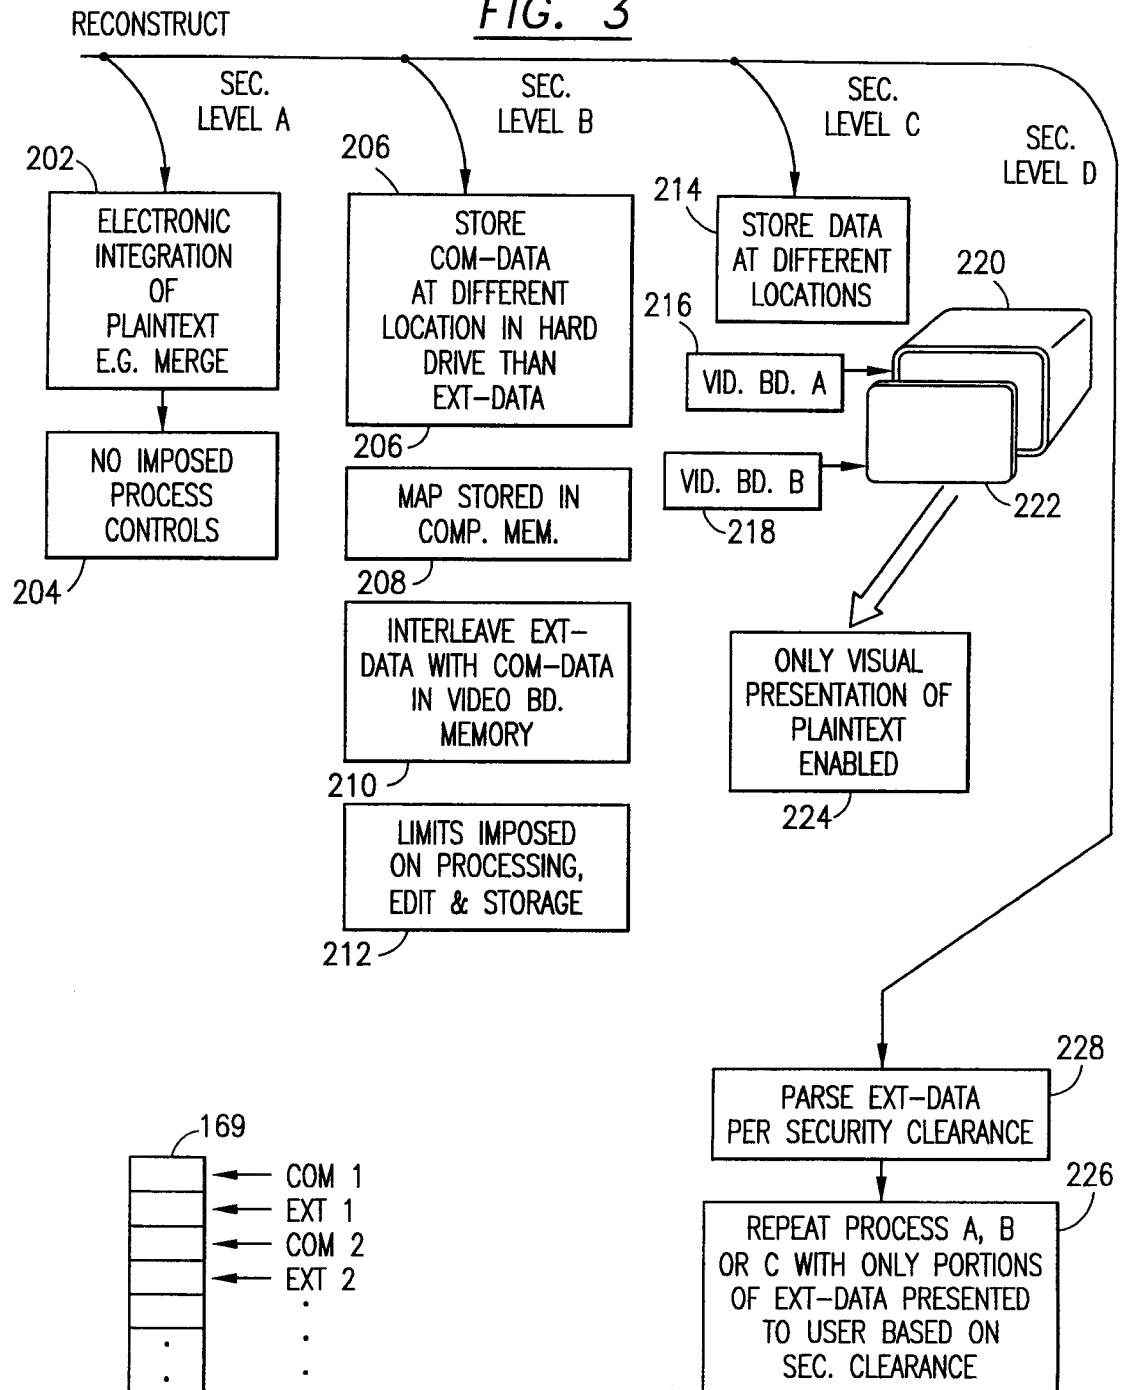 FIG. 3
RECONSTRUCT
SEC.
LEVEL A
SEC.
LEVEL B
SEC.
LEVEL C
SEC.
LEVEL D
202
ELECTRONIC
INTEGRATION
OF
PLAINTEXT
E.G. MERGE
NO IMPOSED
PROCESS
CONTROLS
204
206
STORE
COM-DATA
AT DIFFERENT
LOCATION IN HARD
DRIVE THAN
EXT-DATA
206
MAP STORED IN
COMP. MEM.
208
INTERLEAVE EXT-
DATA WITH COM-DATA
IN VIDEO BD.
MEMORY
210
LIMITS IMPOSED
ON PROCESSING,
EDIT & STORAGE
212
214
STORE DATA
AT DIFFERENT
LOCATIONS
216
VID. BD. A
VID. BD. B
218
220
222
ONLY VISUAL
PRESENTATION OF
PLAINTEXT
ENABLED
224
228
PARSE EXT-DATA
PER SECURITY CLEARANCE
226
REPEAT PROCESS A, B
OR C WITH ONLY PORTIONS
OF EXT-DATA PRESENTED
TO USER BASED ON
SEC. CLEARANCE
169
COM 1
EXT 1
COM 2
EXT 2